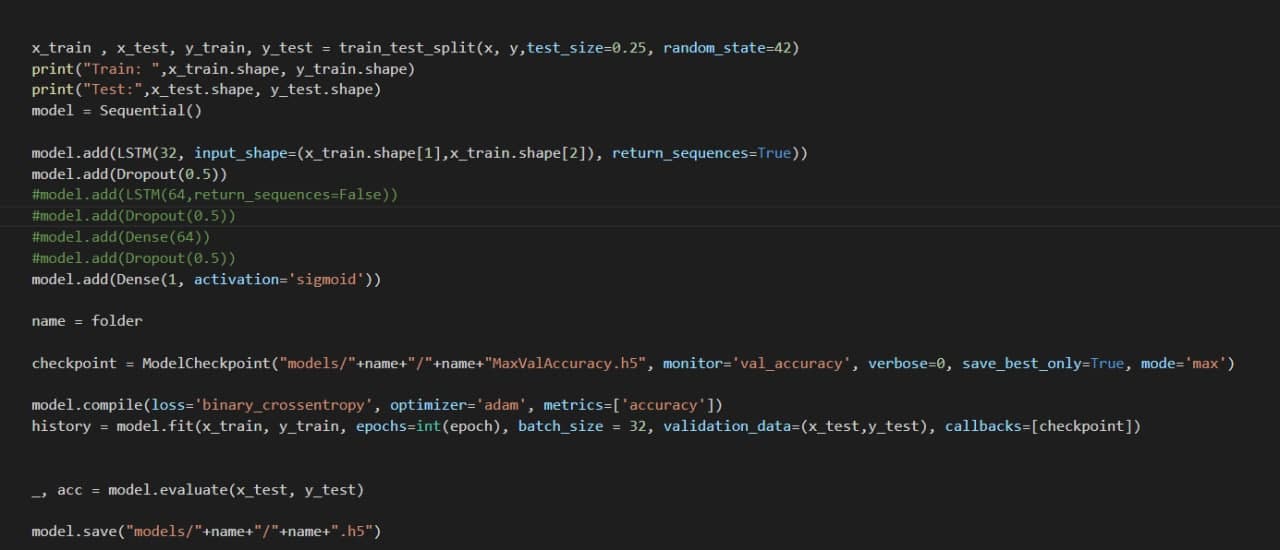 x_train , x_test, y_train, y_test = train_test_split(x, y,test_size=0.25, random_state=42)
print("Train: ",x_train.shape, y_train.shape)
print("Test:",x_test.shape, y_test.shape)
model = Sequential()
model.add(LSTM(32, input_shape=(x_train.shape[1],x_train.shape[2]), return_sequences=True))
model.add(Dropout(0.5))
#model.add(LSTM(64,return_sequences=False))
#model.add(Dropout(0.5))
#model.add(Dense(64))
#model.add(Dropout(0.5))
model.add(Dense(1, activation='sigmoid'))
name = folder
checkpoint = ModelCheckpoint("models/"+name+"/"+name+"MaxValAccuracy.h5", monitor='val_accuracy', verbose=0, save_best_only=True, mode='max')
model.compile(loss='binary_crossentropy', optimizer='adam', metrics=['accuracy'])
history = model.fit(x_train, y_train, epochs=int(epoch), batch_size = 32, validation_data=(x_test,y_test), callbacks=[checkpoint])
_, acc = model.evaluate(x_test, y_test)
model.save("models/"+name+"/"+name+".h5")